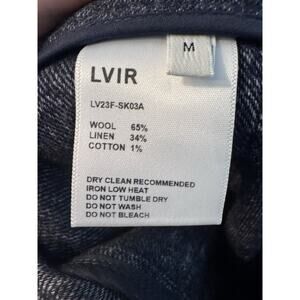 M
LVIR
LV23F-SK03A
WOOL 65%
LINEN 34%
COTTON 1%
DRY CLEAN RECOMMENDED
IRON LOW HEAT
DO NOT TUMBLE DRY
DO NOT WASH
DO NOT BLEACH